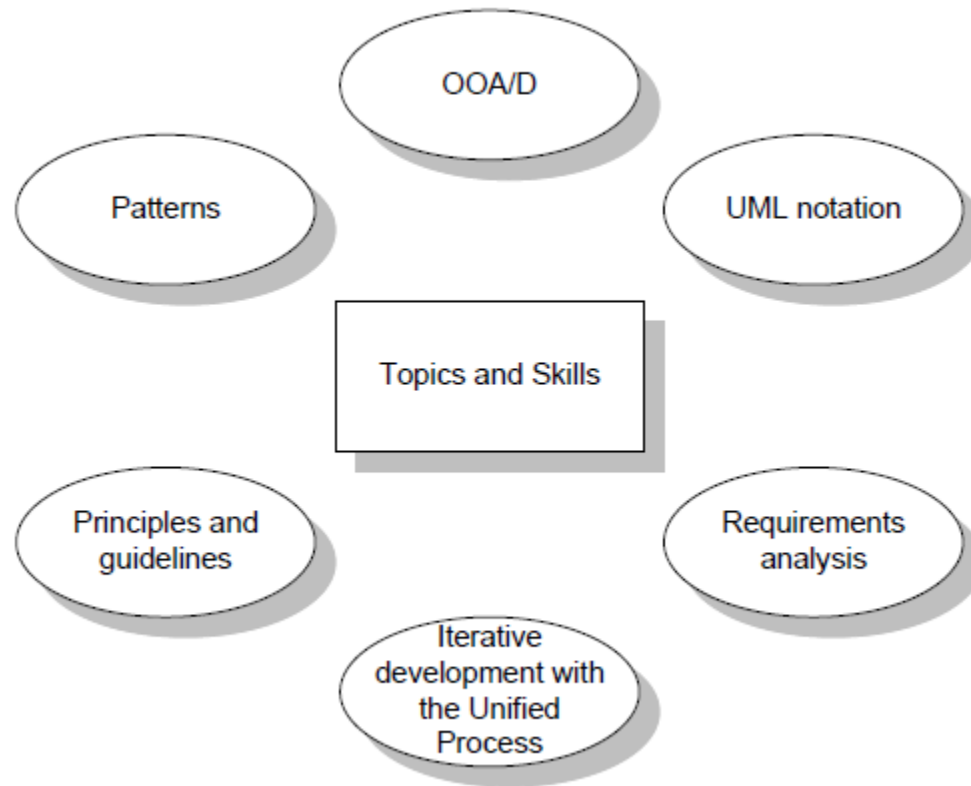 OOA/D
Patterns
UML notation
Topics and Skills
Principles and
guidelines
Requirements
analysis
Iterative
development with
the Unified
Process